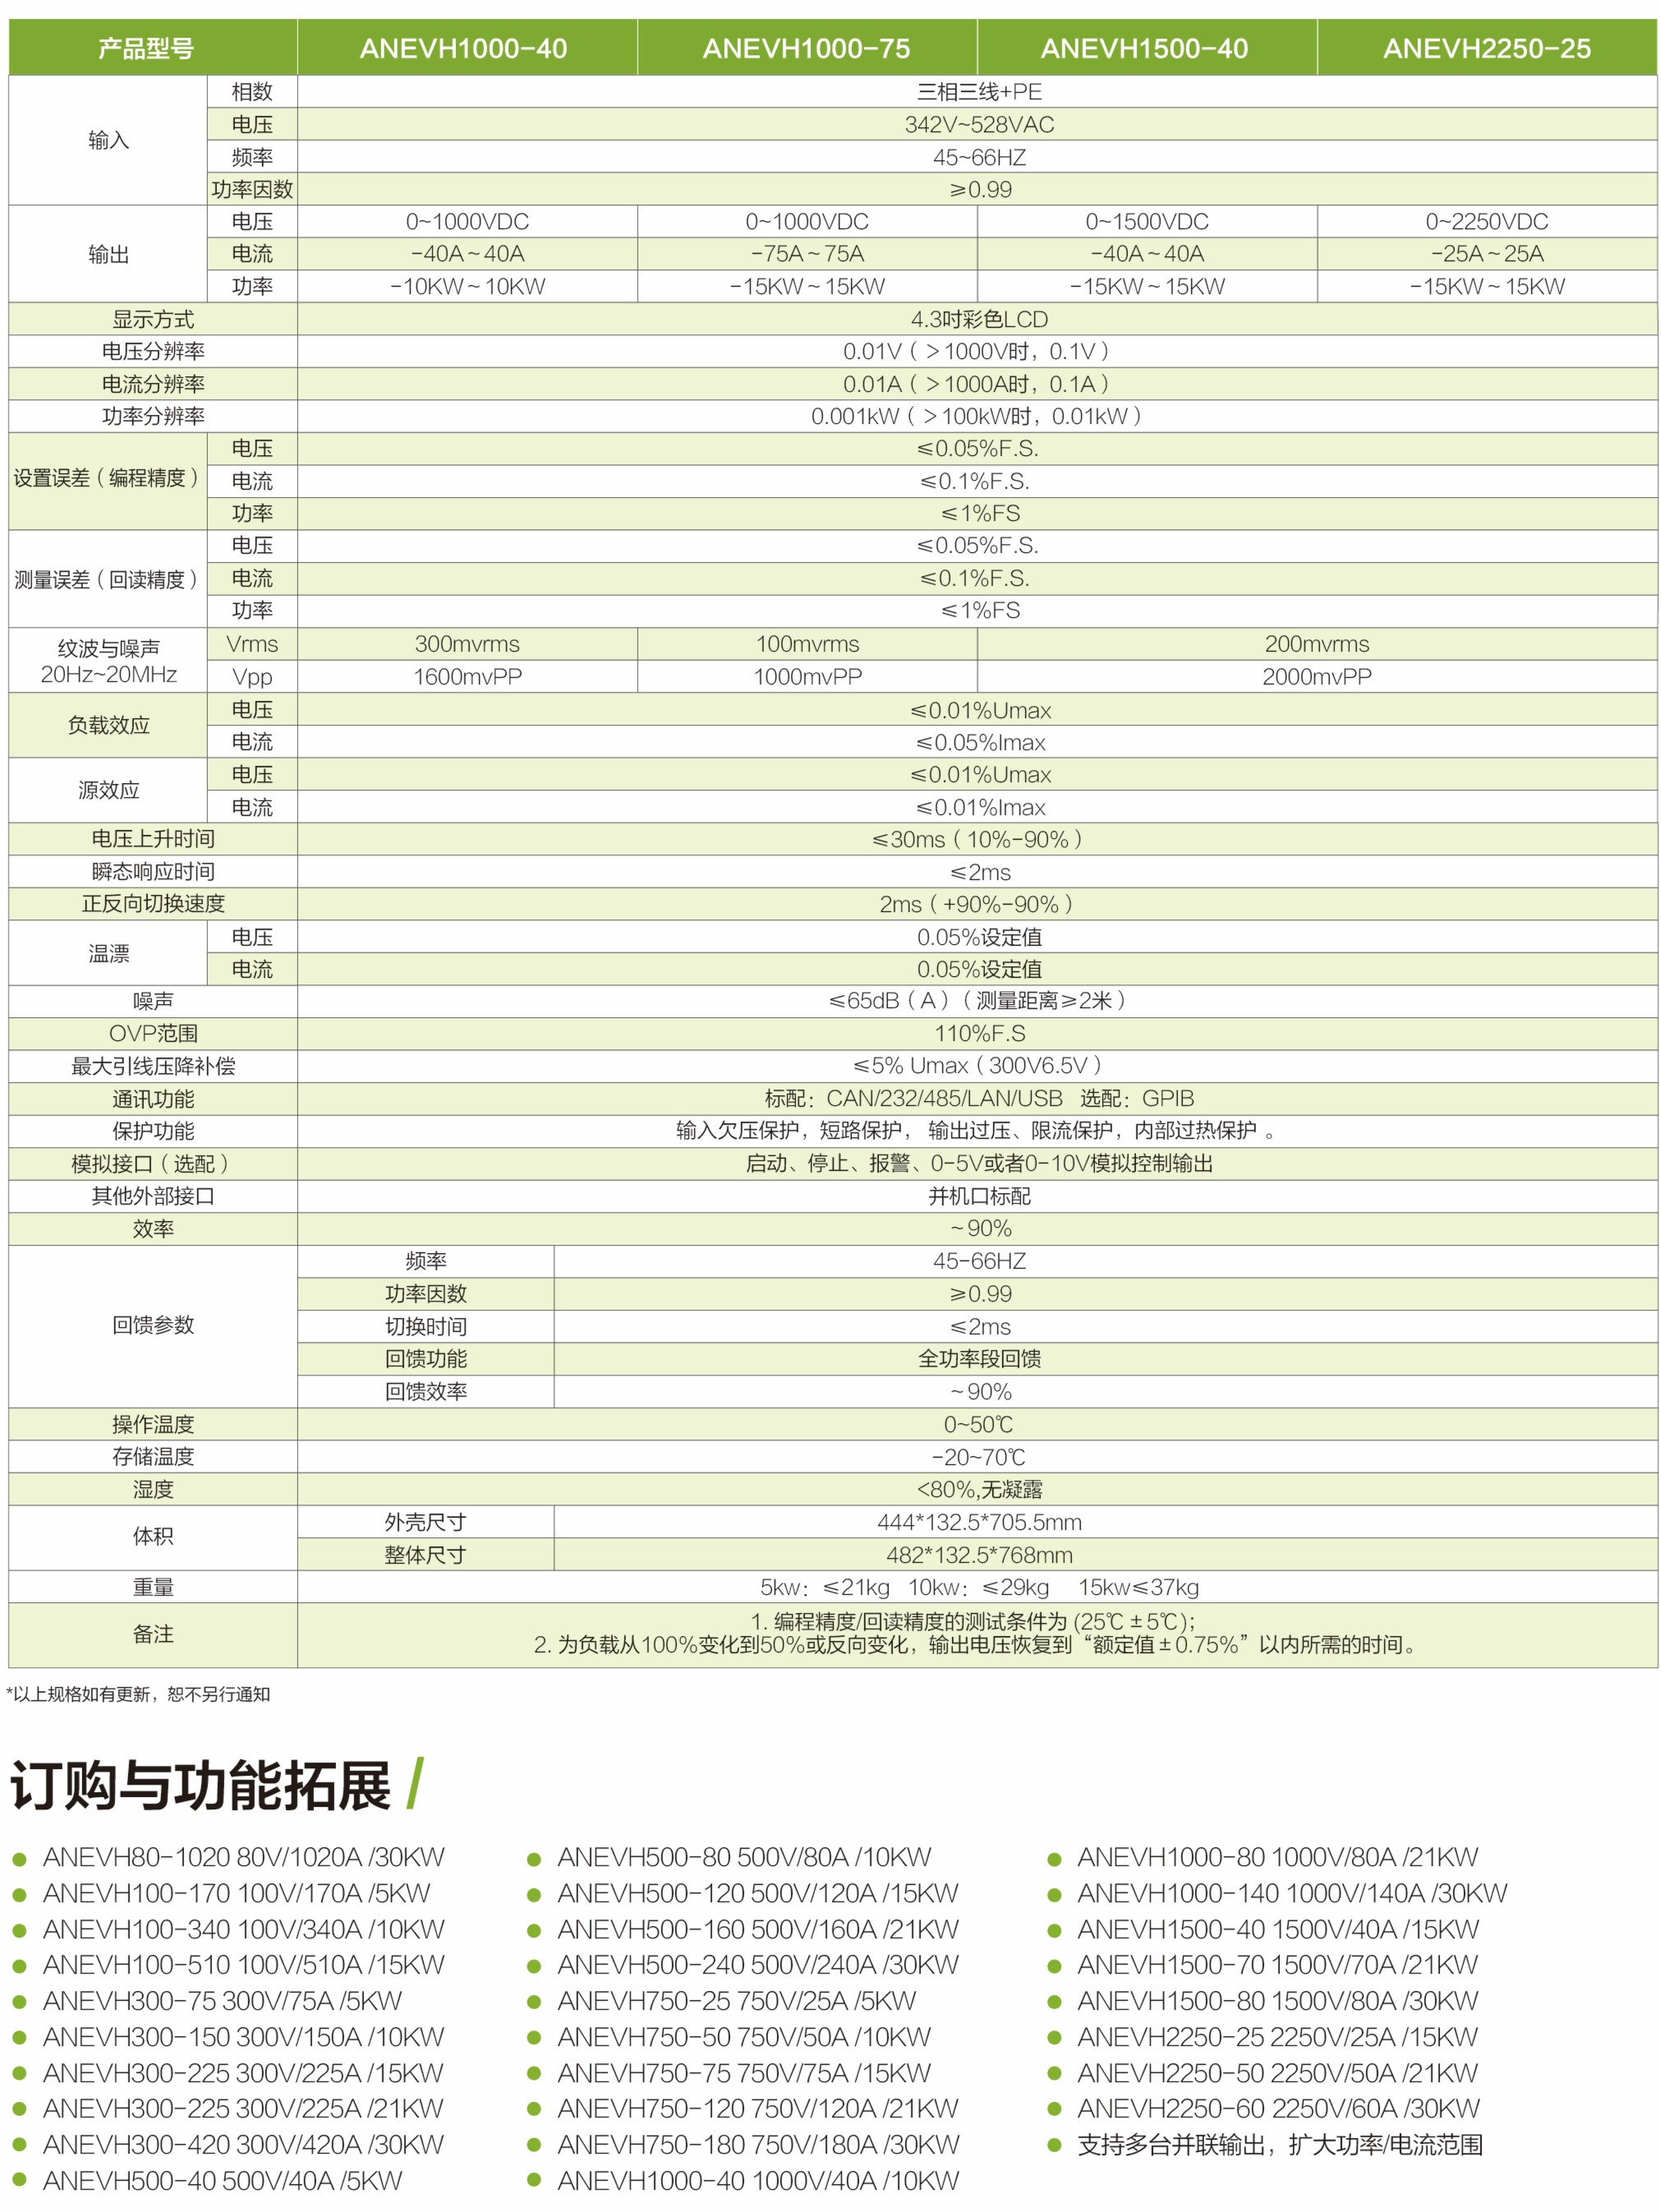 产品型号 ANEVH1000-40 ANEVH1000-75 ANEVH1500-40 ANEVH2250-25
输入 相数 三相三线+PE
电压 342V~528VAC
频率 45~66HZ
功率因数 ≥0.99
输出 电压 0~1000VDC 0~1000VDC 0~1500VDC 0~2250VDC
电流 -40A~40A -75A~75A -40A~40A -25A~25A
功率 -10KW~10KW -15KW~15KW -15KW~15KW -15KW~15KW
显示方式 4.3吋彩色LCD
电压分辨率 0.01V（>1000V时，0.1V）
电流分辨率 0.01A（>1000A时，0.1A）
功率分辨率 0.001kW（>100kW时，0.01kW）
设置误差（编程精度） 电压 ≤0.05%F.S.
电流 ≤0.1%F.S.
功率 ≤1%FS
测量误差（回读精度） 电压 ≤0.05%F.S.
电流 ≤0.1%F.S.
功率 ≤1%FS
纹波与噪声 Vrms 300mvrms 100mvrms 200mvrms
20Hz~20MHz Vpp 1600mvPP 1000mvPP 2000mvPP
负载效应 电压 ≤0.01%Umax
电流 ≤0.05%Imax
源效应 电压 ≤0.01%Umax
电流 ≤0.01%Imax
电压上升时间 ≤30ms（10%-90%）
瞬态响应时间 ≤2ms
正反向切换速度 2ms（+90%-90%）
温漂 电压 0.05%设定值
电流 0.05%设定值
噪声 ≤65dB（A）（测量距离≥2米）
OVP范围 110%F.S
最大引线压降补偿 ≤5% Umax（300V6.5V）
通讯功能 标配：CAN/232/485/LAN/USB 选配：GPIB
保护功能 输入欠压保护，短路保护， 输出过压、限流保护，内部过热保护 。
模拟接口（选配） 启动、停止、报警、0-5V或者0-10V模拟控制输出
其他外部接口 并机口标配
效率 ~90%
回馈参数 频率 45-66HZ
功率因数 ≥0.99
切换时间 ≤2ms
回馈功能 全功率段回馈
回馈效率 ~90%
操作温度 0~50℃
存储温度 -20~70℃
湿度 <80%,无凝露
体积 外壳尺寸 444*132.5*705.5mm
整体尺寸 482*132.5*768mm
重量 5kw：≤21kg 10kw：≤29kg 15kw≤37kg
备注 1. 编程精度/回读精度的测试条件为 (25℃±5℃)；
2. 为负载从100%变化到50%或反向变化，输出电压恢复到“额定值±0.75%”以内所需的时间。
*以上规格如有更新，恕不另行通知
订购与功能拓展/
ANEVH80-1020 80V/1020A /30KW
ANEVH100-170 100V/170A /5KW
ANEVH100-340 100V/340A /10KW
ANEVH100-510 100V/510A /15KW
ANEVH300-75 300V/75A /5KW
ANEVH300-150 300V/150A /10KW
ANEVH300-225 300V/225A /15KW
ANEVH300-225 300V/225A /21KW
ANEVH300-420 300V/420A /30KW
ANEVH500-40 500V/40A /5KW
ANEVH500-80 500V/80A /10KW
ANEVH500-120 500V/120A /15KW
ANEVH500-160 500V/160A /21KW
ANEVH500-240 500V/240A /30KW
ANEVH750-25 750V/25A /5KW
ANEVH750-50 750V/50A /10KW
ANEVH750-75 750V/75A /15KW
ANEVH750-120 750V/120A /21KW
ANEVH750-180 750V/180A /30KW
ANEVH1000-40 1000V/40A /10KW
ANEVH1000-80 1000V/80A /21KW
ANEVH1000-140 1000V/140A /30KW
ANEVH1500-40 1500V/40A /15KW
ANEVH1500-70 1500V/70A /21KW
ANEVH1500-80 1500V/80A /30KW
ANEVH2250-25 2250V/25A /15KW
ANEVH2250-50 2250V/50A /21KW
ANEVH2250-60 2250V/60A /30KW
支持多台并联输出，扩大功率/电流范围